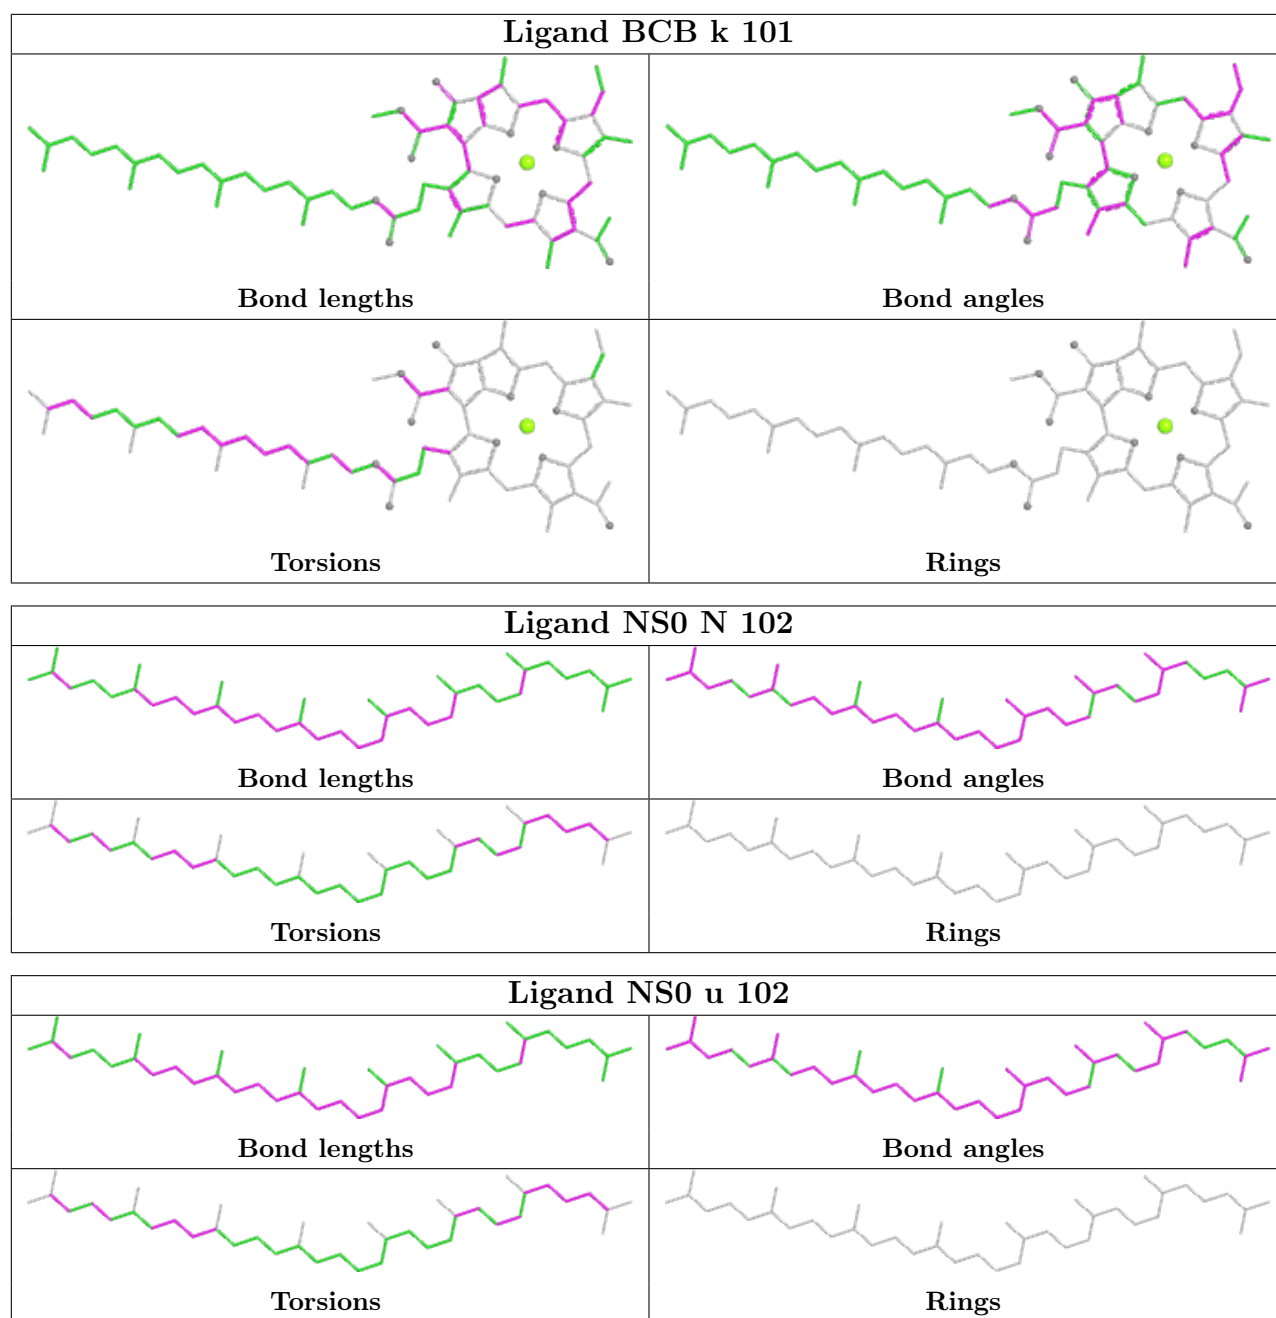 Ligand BCB k 101
Bond lengths
Bond angles
Torsions
Rings
Ligand NS0 N 102
Bond lengths
Bond angles
Torsions
Rings
Ligand NS0 u 102
Bond lengths
Bond angles
Torsions
Rings